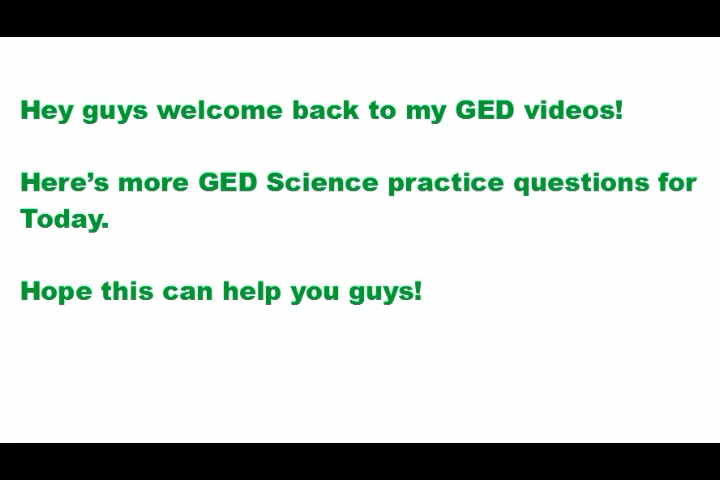 Hey guys welcome back to my GED videos!
Here’s more GED Science practice questions for
Today.
Hope this can help you guys!